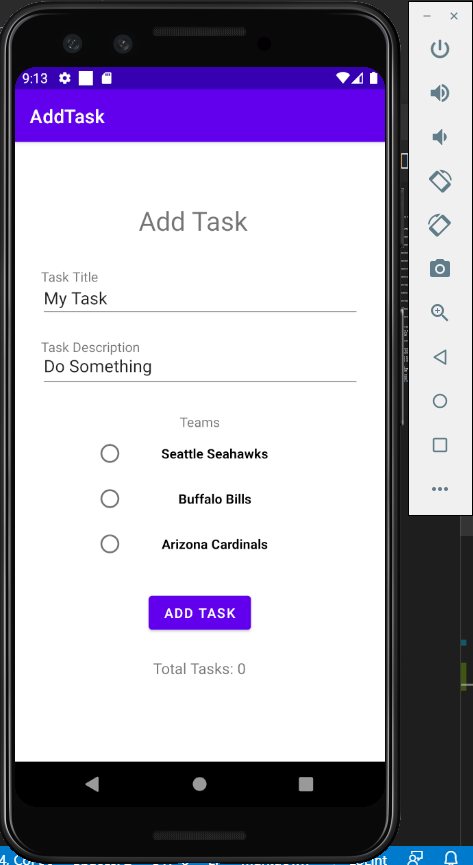 9:13
AddTask
Add Task
Task Title
My Task
Task Description
Do Something
Teams
Seattle Seahawks
Buffalo Bills
Arizona Cardinals
ADD TASK
Total Tasks: 0